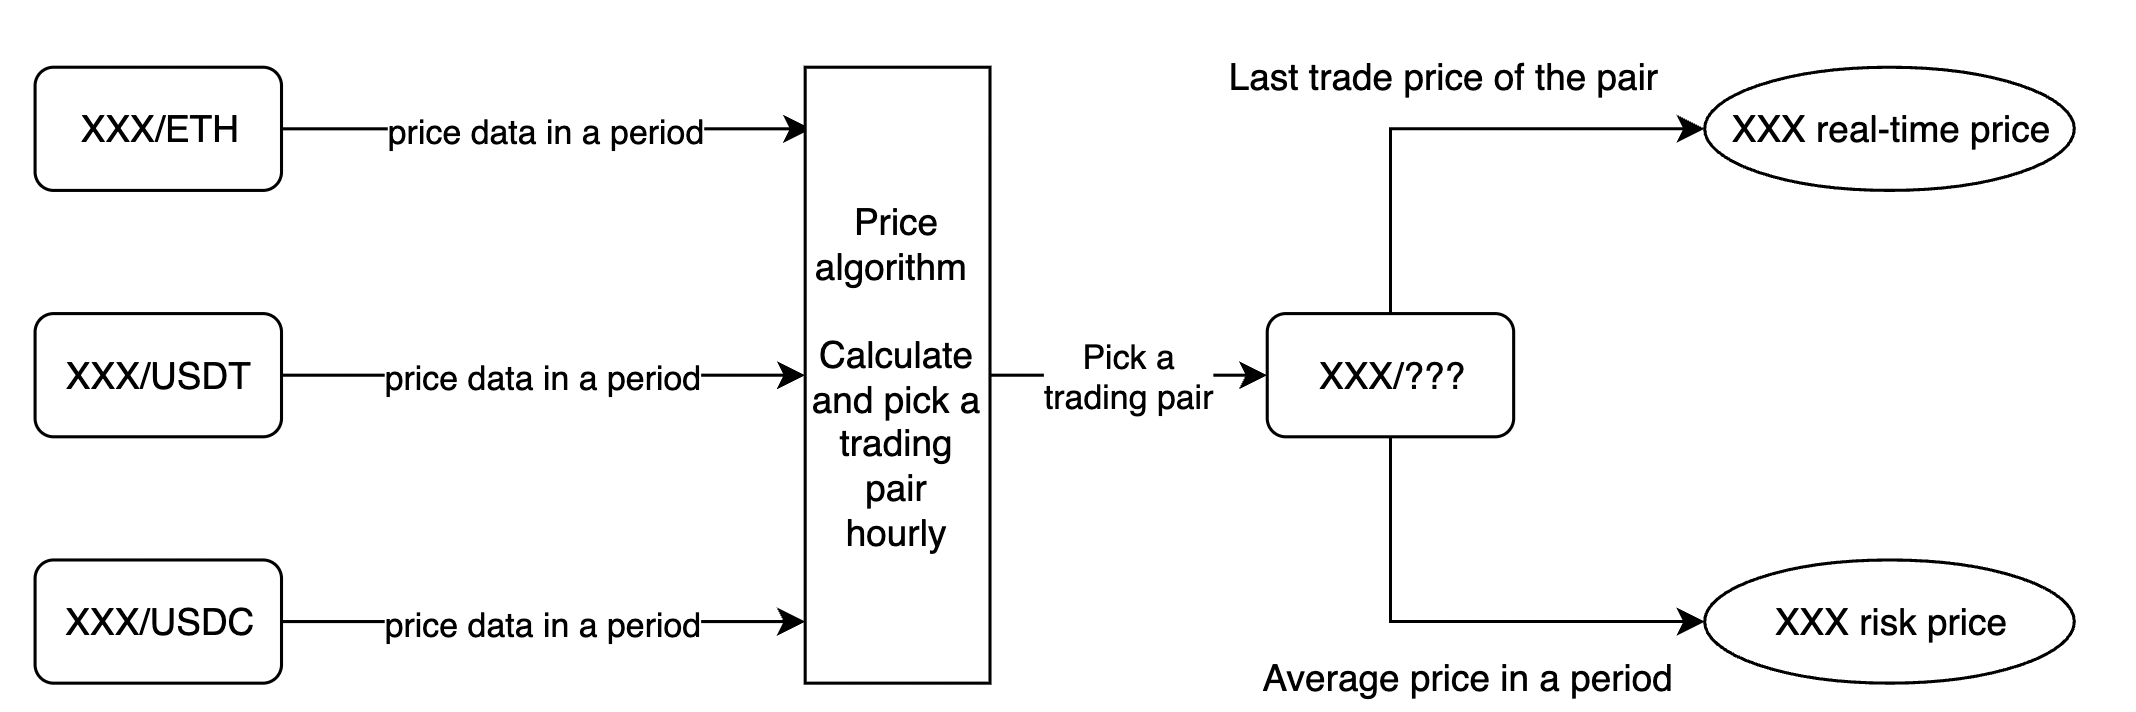 XXX/ETH
price data in a period
XXX/USDT
price data in a period
XXX/USDC
price data in a period
Price
algorithm
Calculate
and pick a
trading
pair
hourly
Pick a
trading pair
XXX/???
Last trade price of the pair
XXX real-time price
Average price in a period
XXX risk price